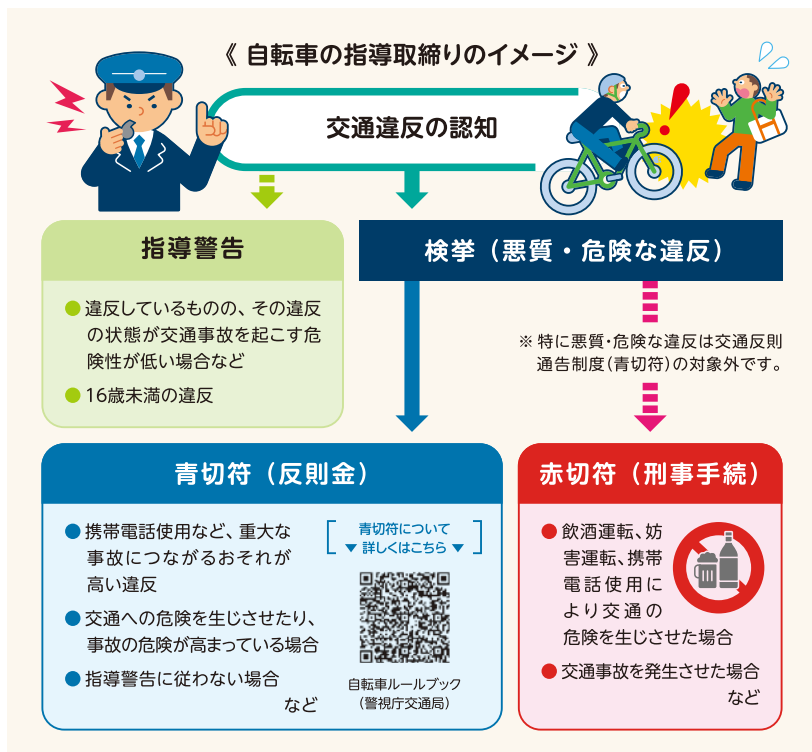 《 自転車の指導取締りのイメージ 》
交通違反の認知
指導警告
● 違反しているものの、その違反
の状態が交通事故を起こす危
険性が低い場合など
● 16歳未満の違反
検挙（悪質・危険な違反）
※ 特に悪質・危険な違反は交通反則
通告制度（青切符）の対象外です。
青切符（反則金）
● 携帯電話使用など、重大な
事故につながるおそれが
高い違反
● 交通への危険を生じさせたり、
事故の危険が高まっている場合
● 指導警告に従わない場合
など
青切符について
▼ 詳しくはこちら ▼
自転車ルールブック
（警視庁交通局）
赤切符（刑事手続）
● 飲酒運転、妨
害運転、携帯
電話使用に
より交通の
危険を生じさせた場合
● 交通事故を発生させた場合
など